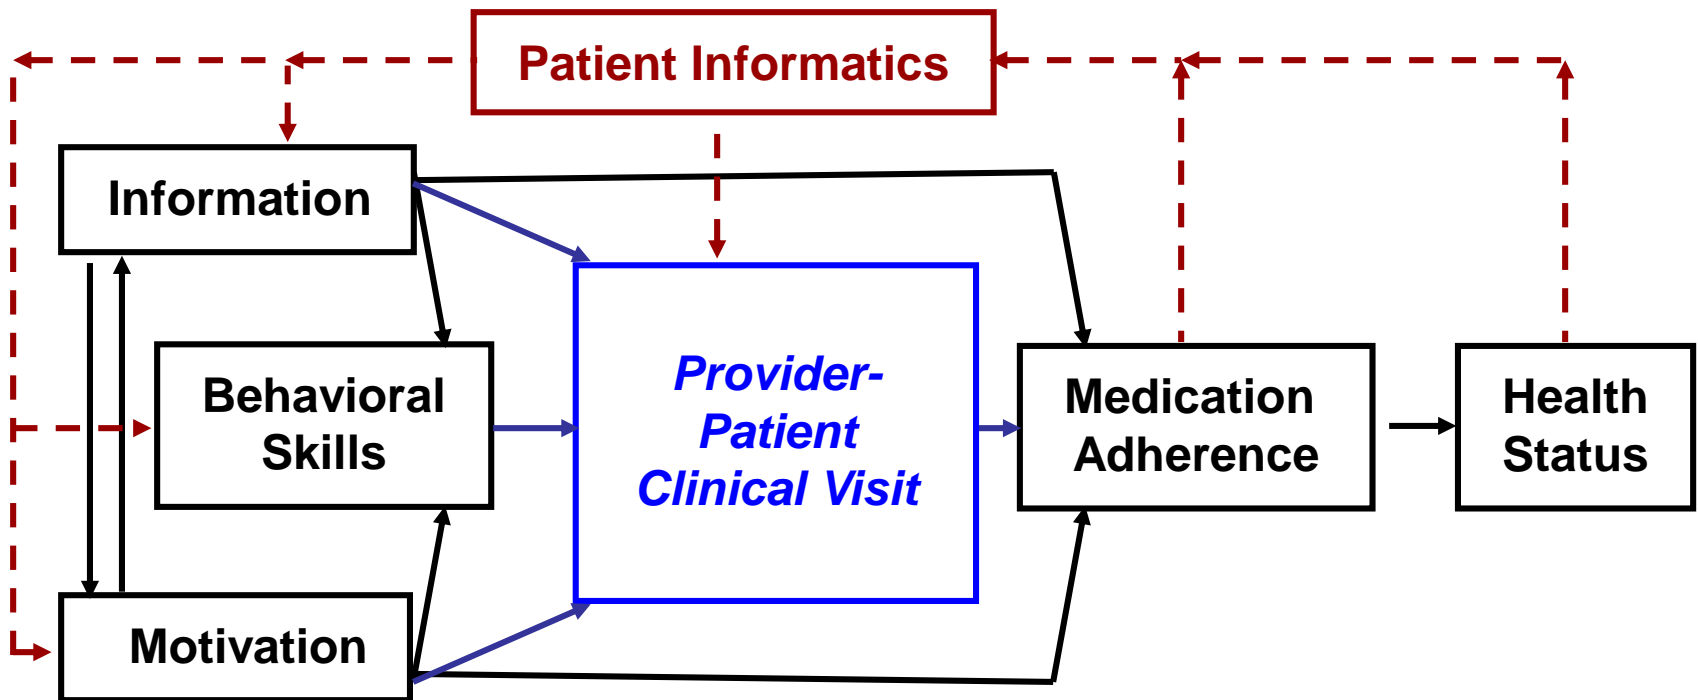 Patient Informatics
Information
Behavioral
Skills
Provider-
Patient
Clinical Visit
Medication
Adherence
Health
Status
Motivation